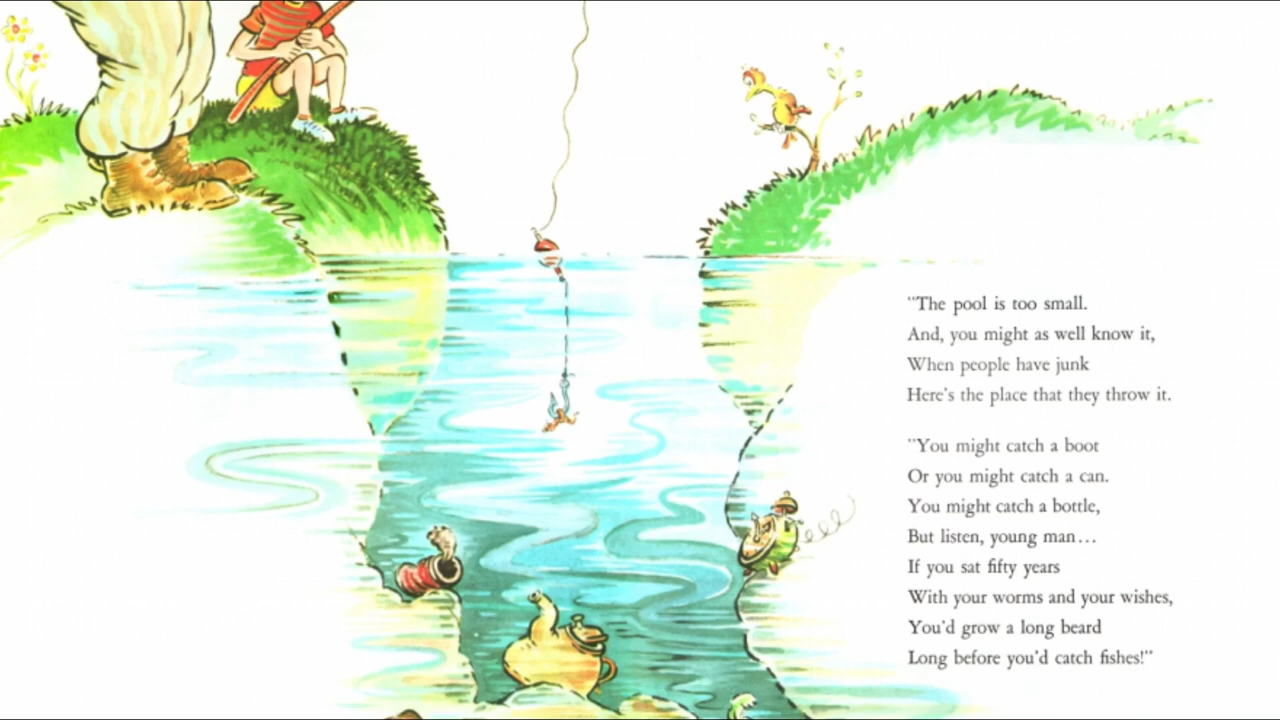 "The pool is too small.
And, you might as well know it,
When people have junk
Here's the place that they throw it.
"You might catch a boot
Or you might catch a can.
You might catch a bottle,
But listen, young man...
If you sat fifty years
With your worms and your wishes,
You'd grow a long beard
Long before you'd catch fishes!"